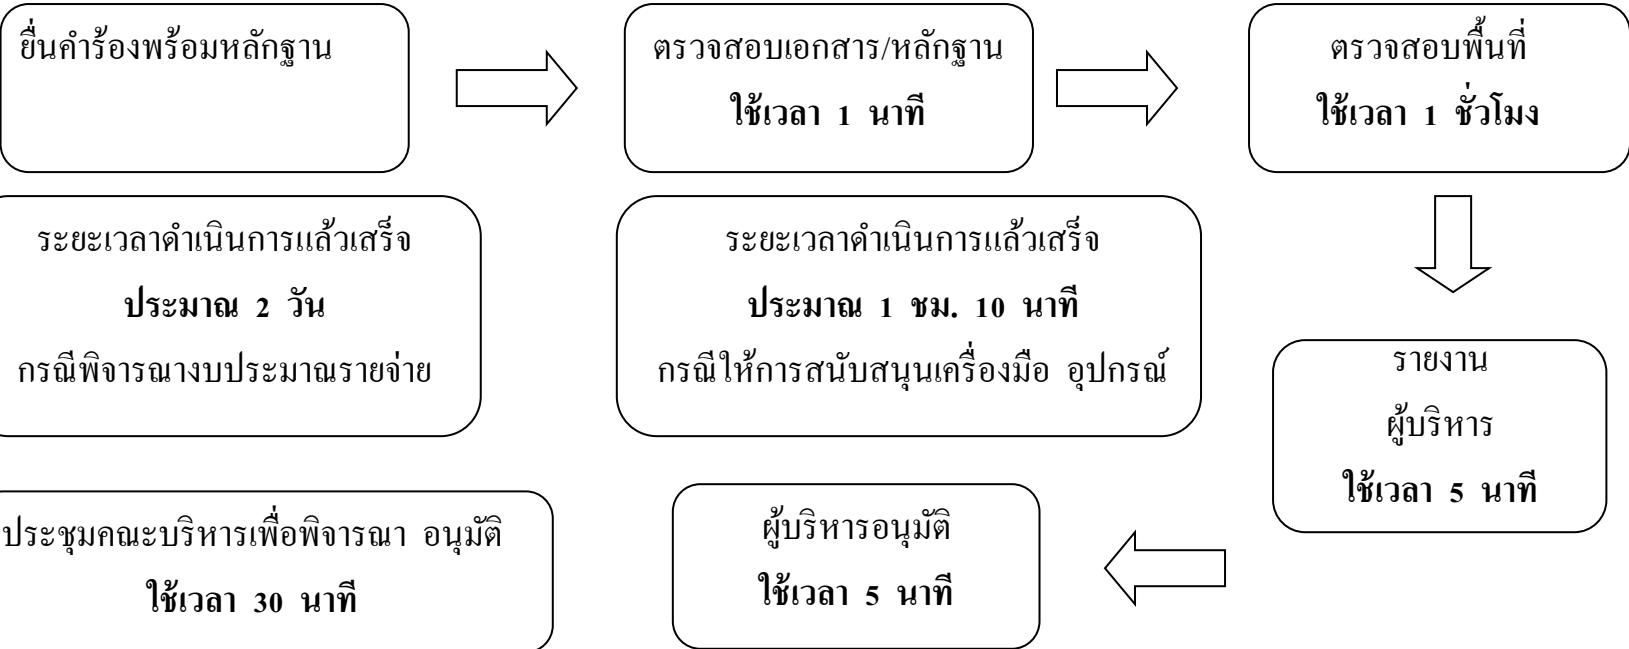 ยื่นคำร้องพร้อมหลักฐาน
ตรวจสอบเอกสาร/หลักฐาน
ใช้เวลา 1 นาที
ตรวจสอบพื้นที่
ใช้เวลา 1 ชั่วโมง
ระยะเวลาดำเนินการแล้วเสร็จ
ประมาณ 2 วัน
กรณีพิจารณางบประมาณรายจ่าย
ระยะเวลาดำเนินการแล้วเสร็จ
ประมาณ 1 ชม. 10 นาที
กรณีให้การสนับสนุนเครื่องมือ อุปกรณ์
รายงาน
ผู้บริหาร
ใช้เวลา 5 นาที
ประชุมคณะบริหารเพื่อพิจารณา อนุมัติ
ใช้เวลา 30 นาที
ผู้บริหารอนุมัติ
ใช้เวลา 5 นาที